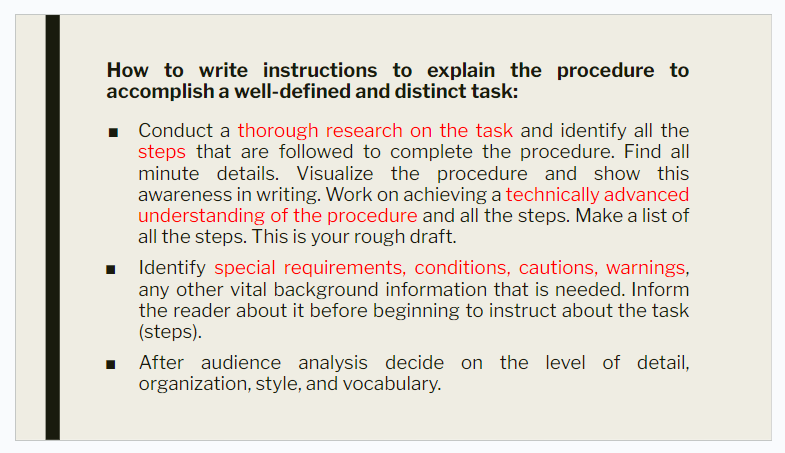 How to write instructions to explain the procedure to
accomplish a well-defined and distinct task:
■ Conduct a thorough research on the task and identify all the
steps that are followed to complete the procedure. Find all
minute details. Visualize the procedure and show this
awareness in writing. Work on achieving a technically advanced
understanding of the procedure and all the steps. Make a list of
all the steps. This is your rough draft.
■ Identify special requirements, conditions, cautions, warnings,
any other vital background information that is needed. Inform
the reader about it before beginning to instruct about the task
(steps).
■ After audience analysis decide on the level of detail,
organization, style, and vocabulary.